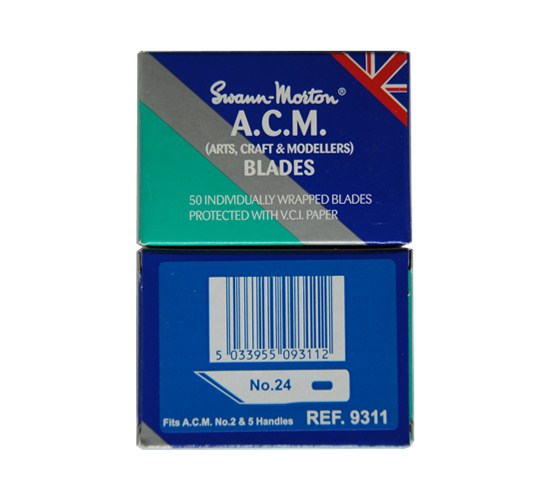 Swann-Morton®
A.C.M.
(ARTS, CRAFT & MODELLERS)
BLADES
50 INDIVIDUALLY WRAPPED BLADES
PROTECTED WITH V.C.I. PAPER
5 033955 093112
No.24
Fits A.C.M. No.2 & 5 Handles
REF. 9311